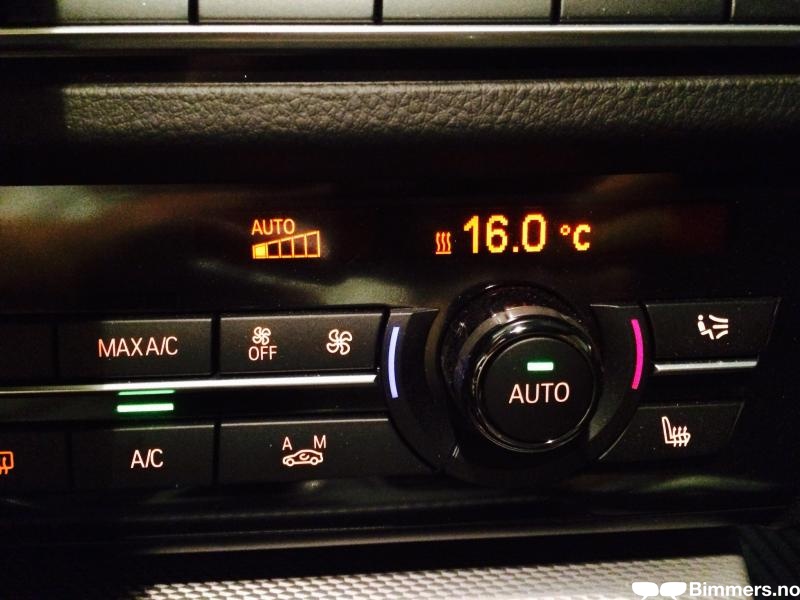 AUTO
16.0 °C
MAX A/C
OFF
AUTO
A/C
A M
Bimmers.no